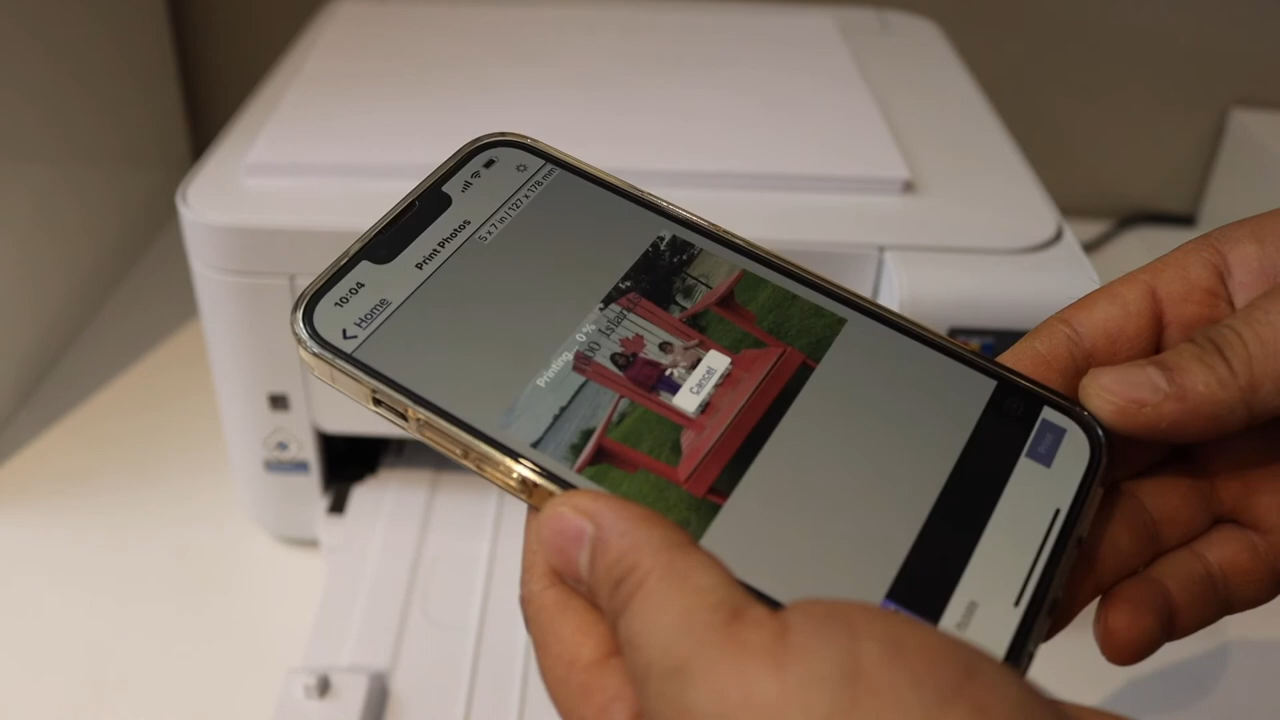 10:04
Home
Print Photos
5 x 7 in / 127 x 178 mm
Printing 0 %
Islands
Cancel
Print